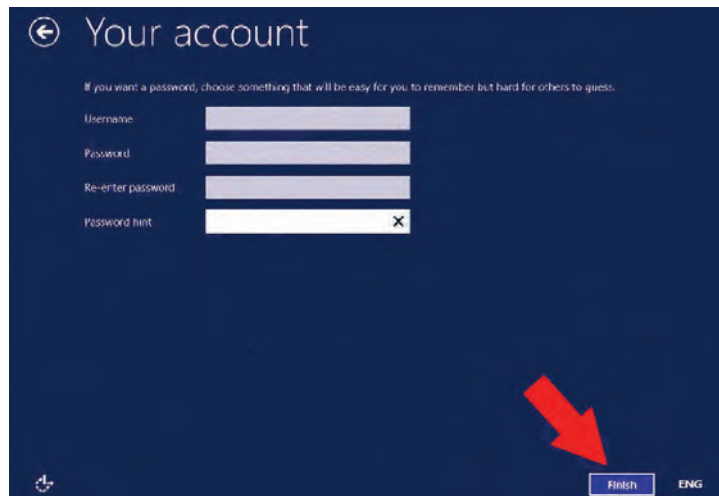 Your account
If you want a password, choose something that will be easy for you to remember but hard for others to guess.
Username
Password
Re-enter password
Password hint
Finish
ENG